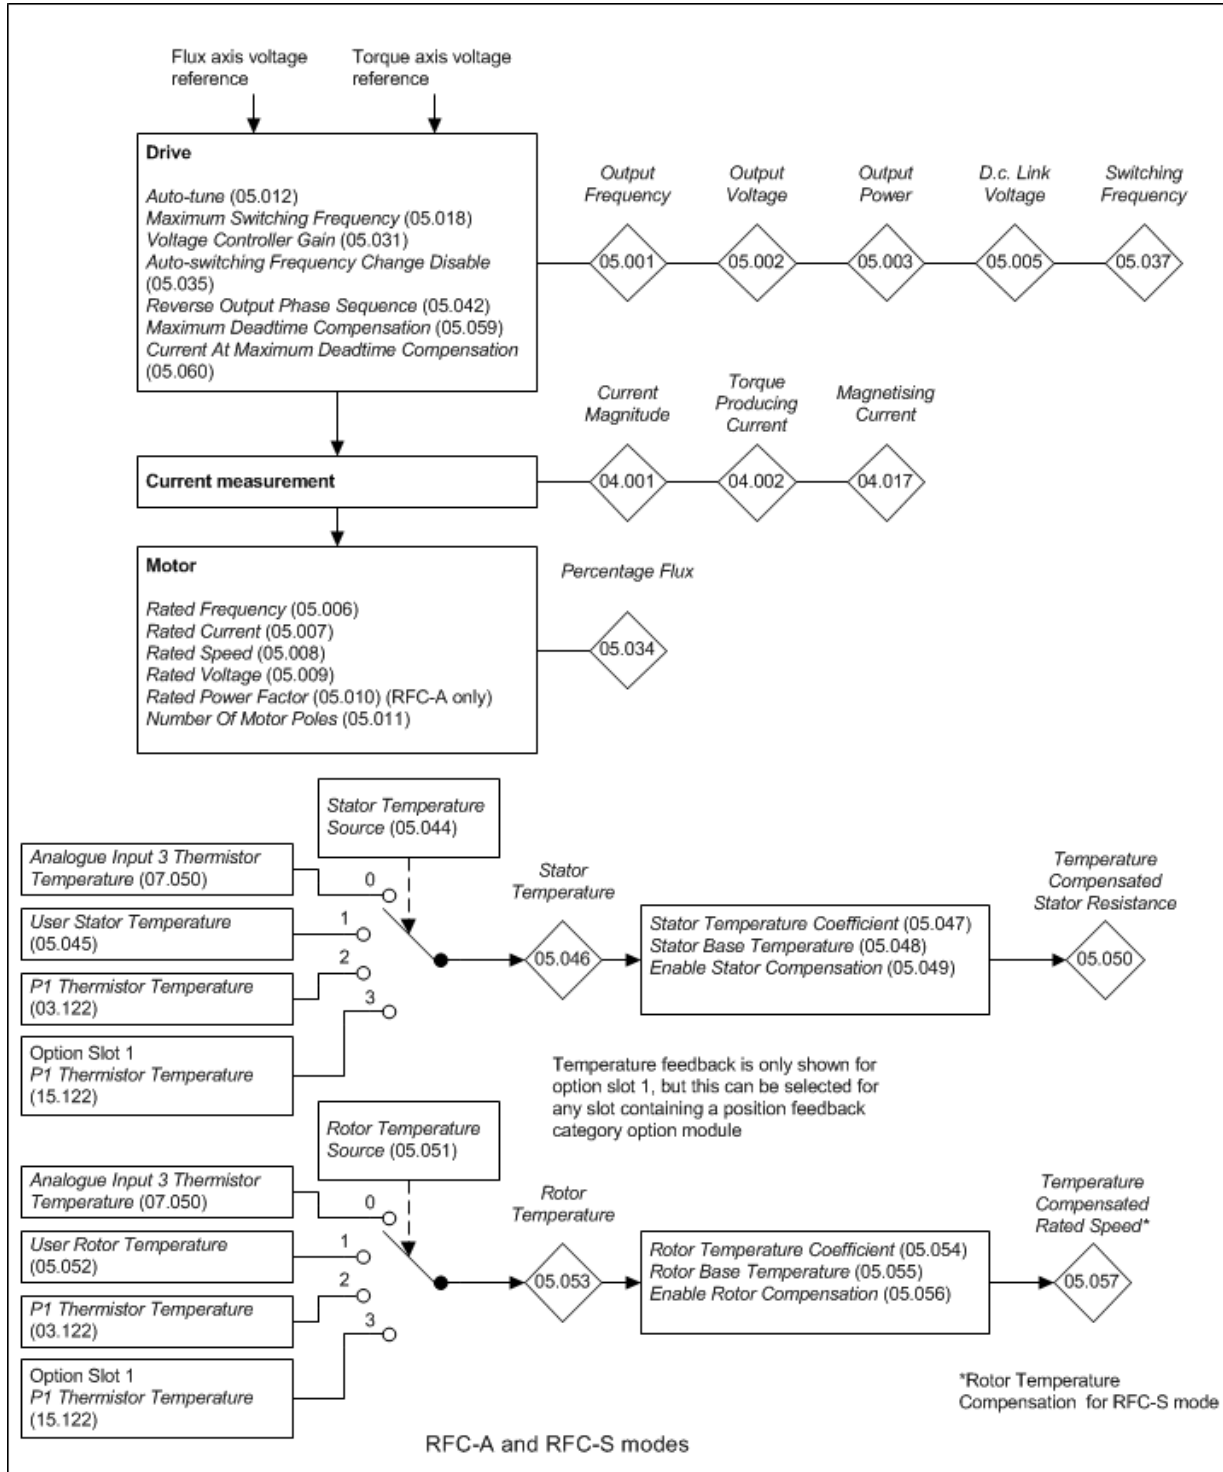 Flux axis voltage
reference
Torque axis voltage
reference
Drive
Auto-tune (05.012)
Maximum Switching Frequency (05.018)
Voltage Controller Gain (05.031)
Auto-switching Frequency Change Disable
(05.035)
Reverse Output Phase Sequence (05.042)
Maximum Deadtime Compensation (05.059)
Current At Maximum Deadtime Compensation
(05.060)
Output
Frequency
Output
Voltage
Output
Power
D.c. Link
Voltage
Switching
Frequency
05.001
05.002
05.003
05.005
05.037
Current
Magnitude
Torque
Producing
Current
Magnetising
Current
Current measurement
04.001
04.002
04.017
Motor
Rated Frequency (05.006)
Rated Current (05.007)
Rated Speed (05.008)
Rated Voltage (05.009)
Rated Power Factor (05.010) (RFC-A only)
Number Of Motor Poles (05.011)
Percentage Flux
05.034
Stator Temperature
Source (05.044)
Analogue Input 3 Thermistor
Temperature (07.050)
User Stator Temperature
(05.045)
P1 Thermistor Temperature
(03.122)
Option Slot 1
P1 Thermistor Temperature
(15.122)
0
1
2
3
Stator
Temperature
05.046
Stator Temperature Coefficient (05.047)
Stator Base Temperature (05.048)
Enable Stator Compensation (05.049)
Temperature
Compensated
Stator Resistance
05.050
Temperature feedback is only shown for
option slot 1, but this can be selected for
any slot containing a position feedback
category option module
Rotor Temperature
Source (05.051)
Analogue Input 3 Thermistor
Temperature (07.050)
User Rotor Temperature
(05.052)
P1 Thermistor Temperature
(03.122)
Option Slot 1
P1 Thermistor Temperature
(15.122)
0
1
2
3
Rotor
Temperature
05.053
Rotor Temperature Coefficient (05.054)
Rotor Base Temperature (05.055)
Enable Rotor Compensation (05.056)
Temperature
Compensated
Rated Speed*
05.057
*Rotor Temperature
Compensation for RFC-S mode
RFC-A and RFC-S modes